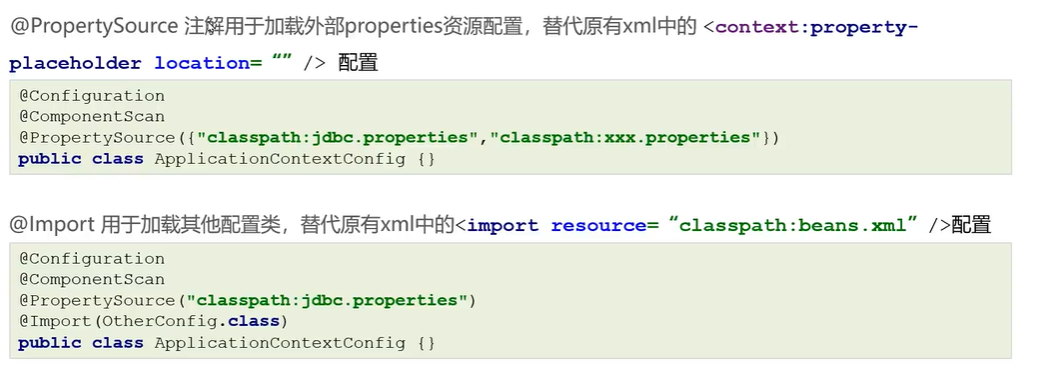 @PropertySource 注解用于加载外部properties资源配置，替代原有xml中的 <context:property-
placeholder location= “” /> 配置
@Configuration
@ComponentScan
@PropertySource({"classpath:jdbc.properties","classpath:xxx.properties"})
public class ApplicationContextConfig {}
@Import 用于加载其他配置类，替代原有xml中的<import resource= “classpath:beans.xml” />配置
@Configuration
@ComponentScan
@PropertySource("classpath:jdbc.properties")
@Import(OtherConfig.class)
public class ApplicationContextConfig {}